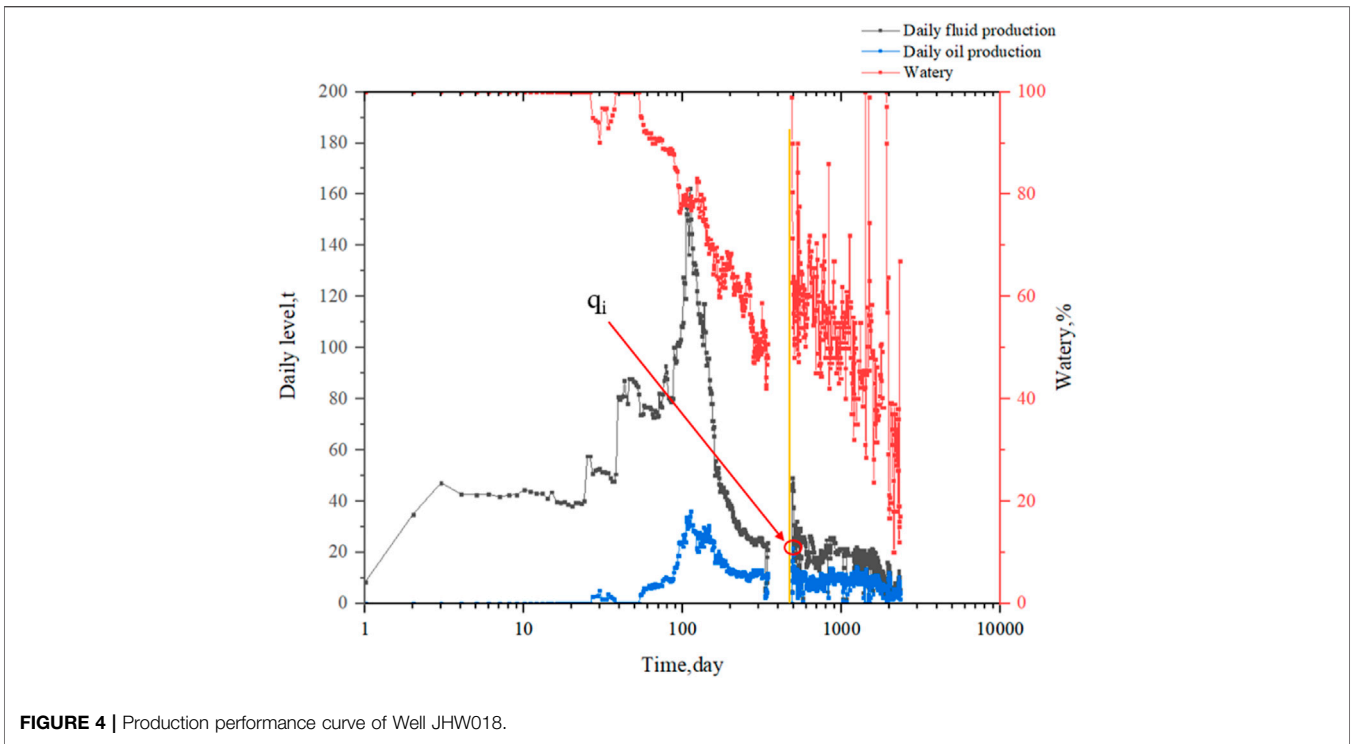 Daily fluid production
Daily oil production
Watery
200
180
160
140
120
100
80
60
40
20
0
Daily level,t
100
80
60
40
20
0
Watery,%
qi
1
10
100
1000
10000
Time,day
FIGURE 4 | Production performance curve of Well JHW018.